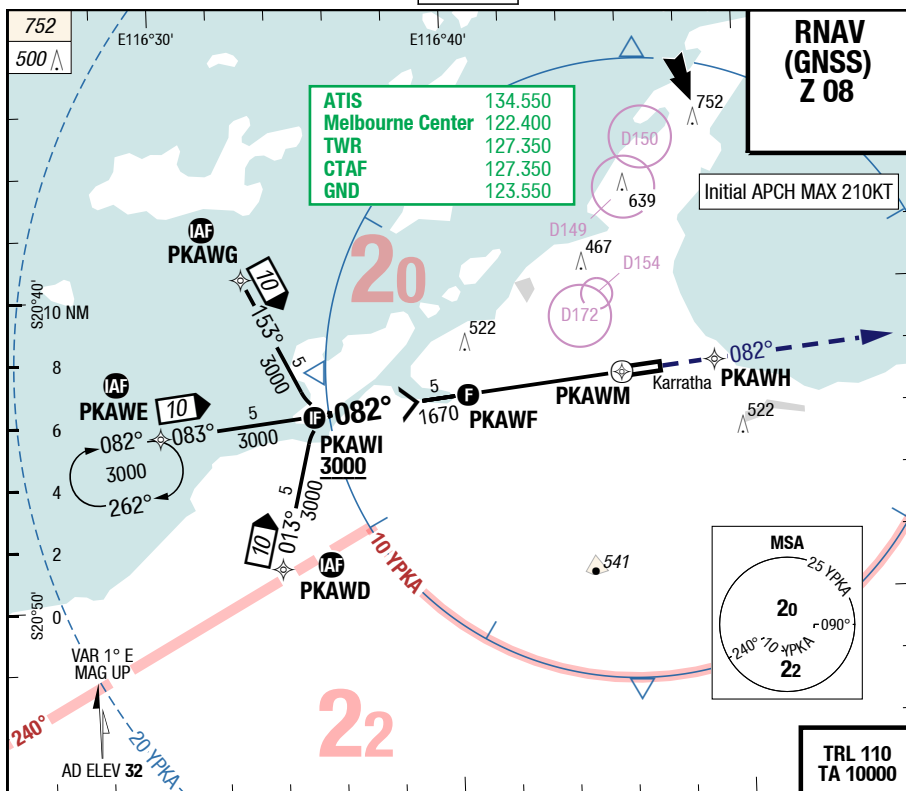 752
500
E116°30'
E116°40'
RNAV
(GNSS)
Z 08
ATIS 134.550
Melbourne Center 122.400
TWR 127.350
CTAF 127.350
GND 123.550
752
D150
639
D149
Initial APCH MAX 210KT
IAF
PKAWG
20
467
D154
D172
10
153°
3000
S20°40'
10 NM
522
8
IAF
PKAWE
10
082°
083°
5
3000
3000
262°
IF
082°
PKAWI
3000
5
1670
F
PKAWF
PKAWM
Karratha
082°
PKAWH
522
6
4
2
0
5
3000
013°
10
IAF
PKAWD
10 YPKA
541
MSA
25 YPKA
20
090°
240°
10 YPKA
22
S20°50'
VAR 1° E
MAG UP
240°
20 YPKA
22
AD ELEV 32
TRL 110
TA 10000